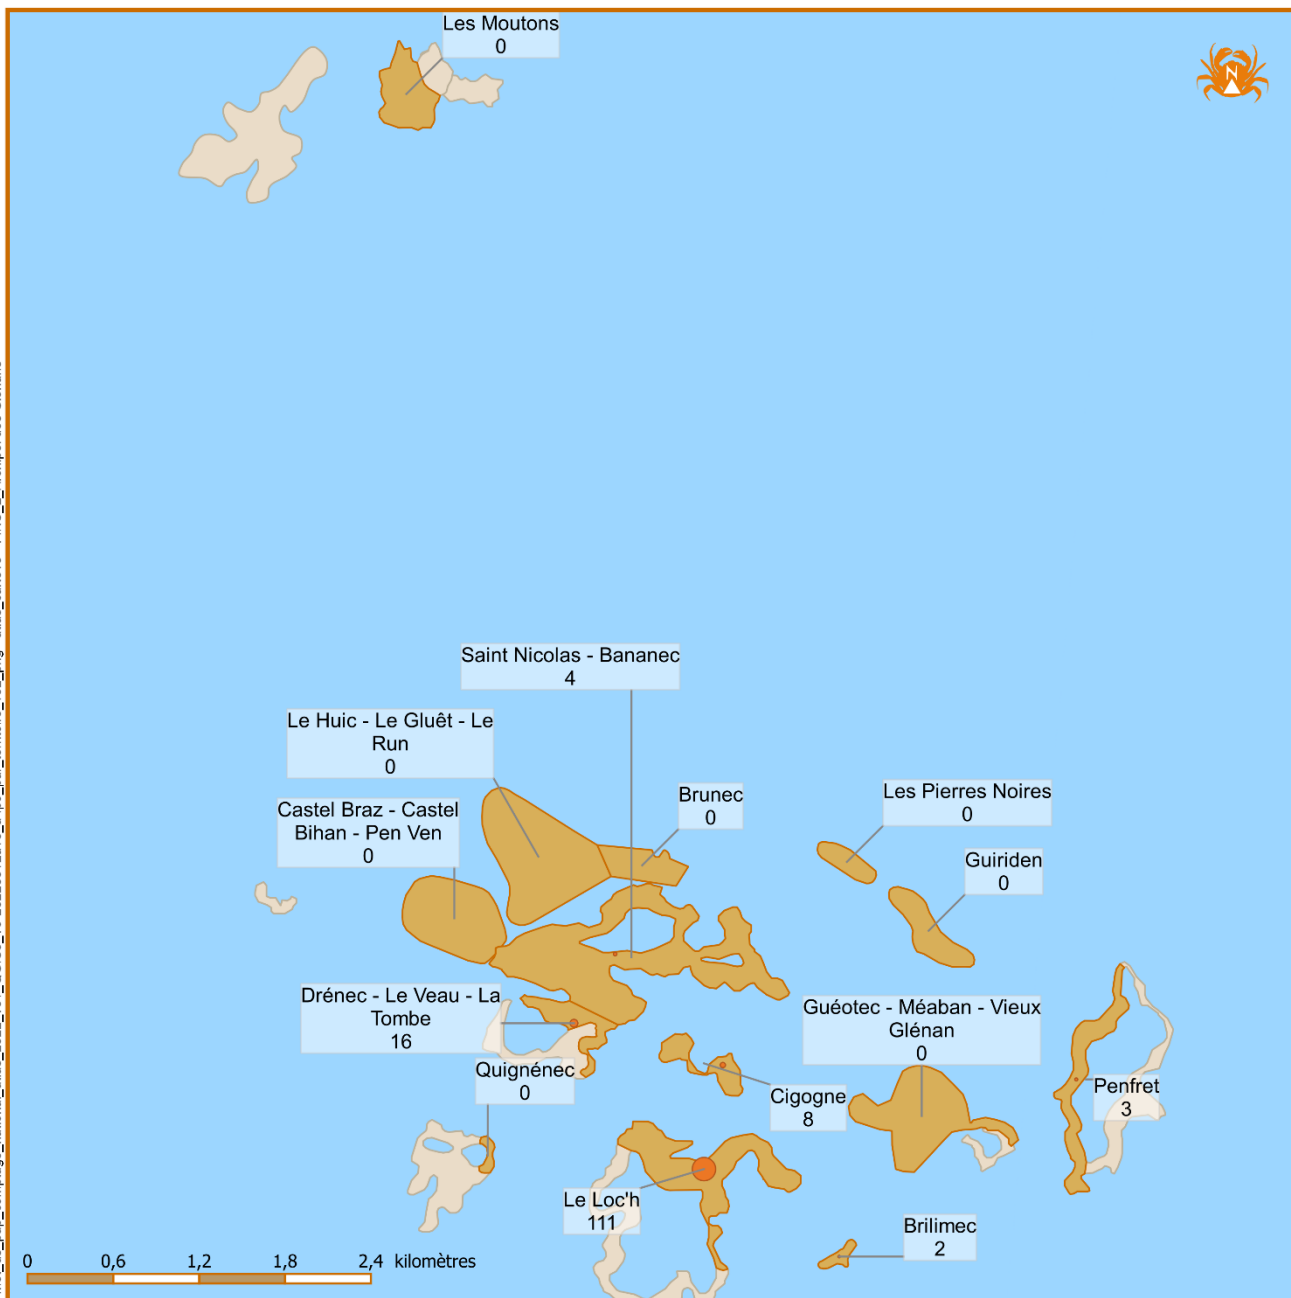 Les Moutons
0
N
Saint Nicolas - Bananec
4
Le Huic - Le Gluêt - Le
Run
0
Brunec
0
Les Pierres Noires
0
Castel Braz - Castel
Bihan - Pen Ven
0
Guiriden
0
Drénec - Le Veau - La
Tombe
16
Guéotec - Méaban - Vieux
Glénan
0
Quignénec
0
Cigogne
8
Penfret
3
Le Loc'h
111
Brilimec
2
0 0,6 1,2 1,8 2,4 kilomètres